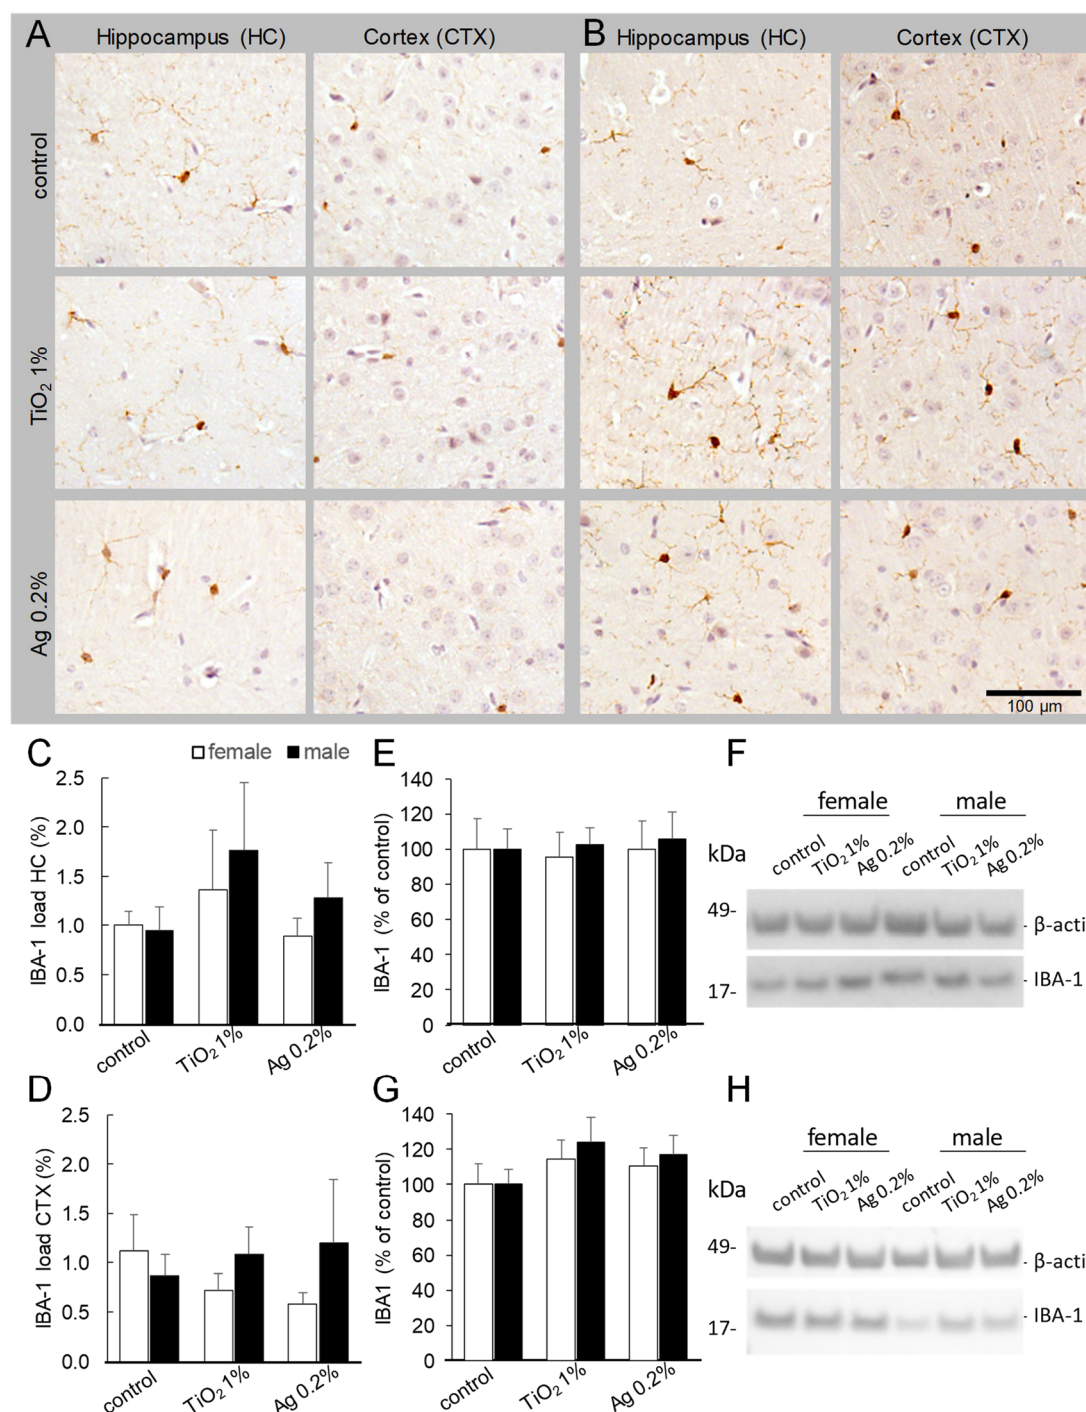 A
Hippocampus (HC)
Cortex (CTX)
B
Hippocampus (HC)
Cortex (CTX)
control
TiO₂ 1%
Ag 0.2%
100 µm
C
female
male
IBA-1 load HC (%)
2.5
2.0
1.5
1.0
0.5
0.0
control
TiO₂ 1%
Ag 0.2%
E
IBA-1 (% of control)
140
120
100
80
60
40
20
0
control
TiO₂ 1%
Ag 0.2%
F
female
male
kDa
control
TiO₂ 1%
Ag 0.2%
control
TiO₂ 1%
Ag 0.2%
49-
- β-acti
17-
- IBA-1
D
IBA-1 load CTX (%)
2.5
2.0
1.5
1.0
0.5
0.0
control
TiO₂ 1%
Ag 0.2%
G
IBA1 (% of control)
140
120
100
80
60
40
20
0
control
TiO₂ 1%
Ag 0.2%
H
female
male
kDa
control
TiO₂ 1%
Ag 0.2%
control
TiO₂ 1%
Ag 0.2%
49-
- β-acti
17-
- IBA-1